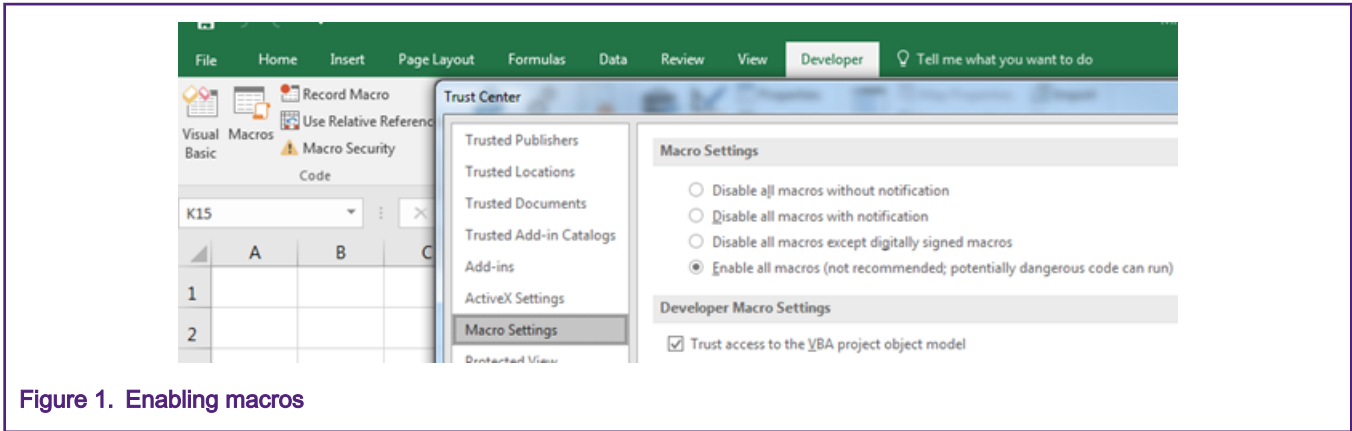 File Home Insert Page Layout Formulas Data Review View Developer Tell me what you want to do
Record Macro
Use Relative Referenc
Macro Security
Visual Basic
Macros
Code
K15
A B C
1
2
Trust Center
Trusted Publishers
Trusted Locations
Trusted Documents
Trusted Add-in Catalogs
Add-ins
ActiveX Settings
Macro Settings
Protected View
Macro Settings
Disable all macros without notification
Disable all macros with notification
Disable all macros except digitally signed macros
Enable all macros (not recommended; potentially dangerous code can run)
Developer Macro Settings
Trust access to the VBA project object model
Figure 1. Enabling macros